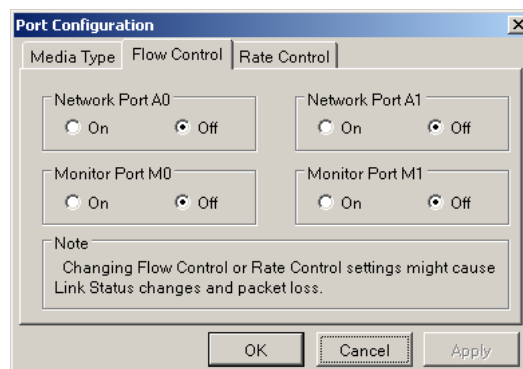 Port Configuration
Media Type Flow Control Rate Control
Network Port A0 Network Port A1
On Off On Off
Monitor Port M0 Monitor Port M1
On Off On Off
Note
Changing Flow Control or Rate Control settings might cause
Link Status changes and packet loss.
OK Cancel Apply